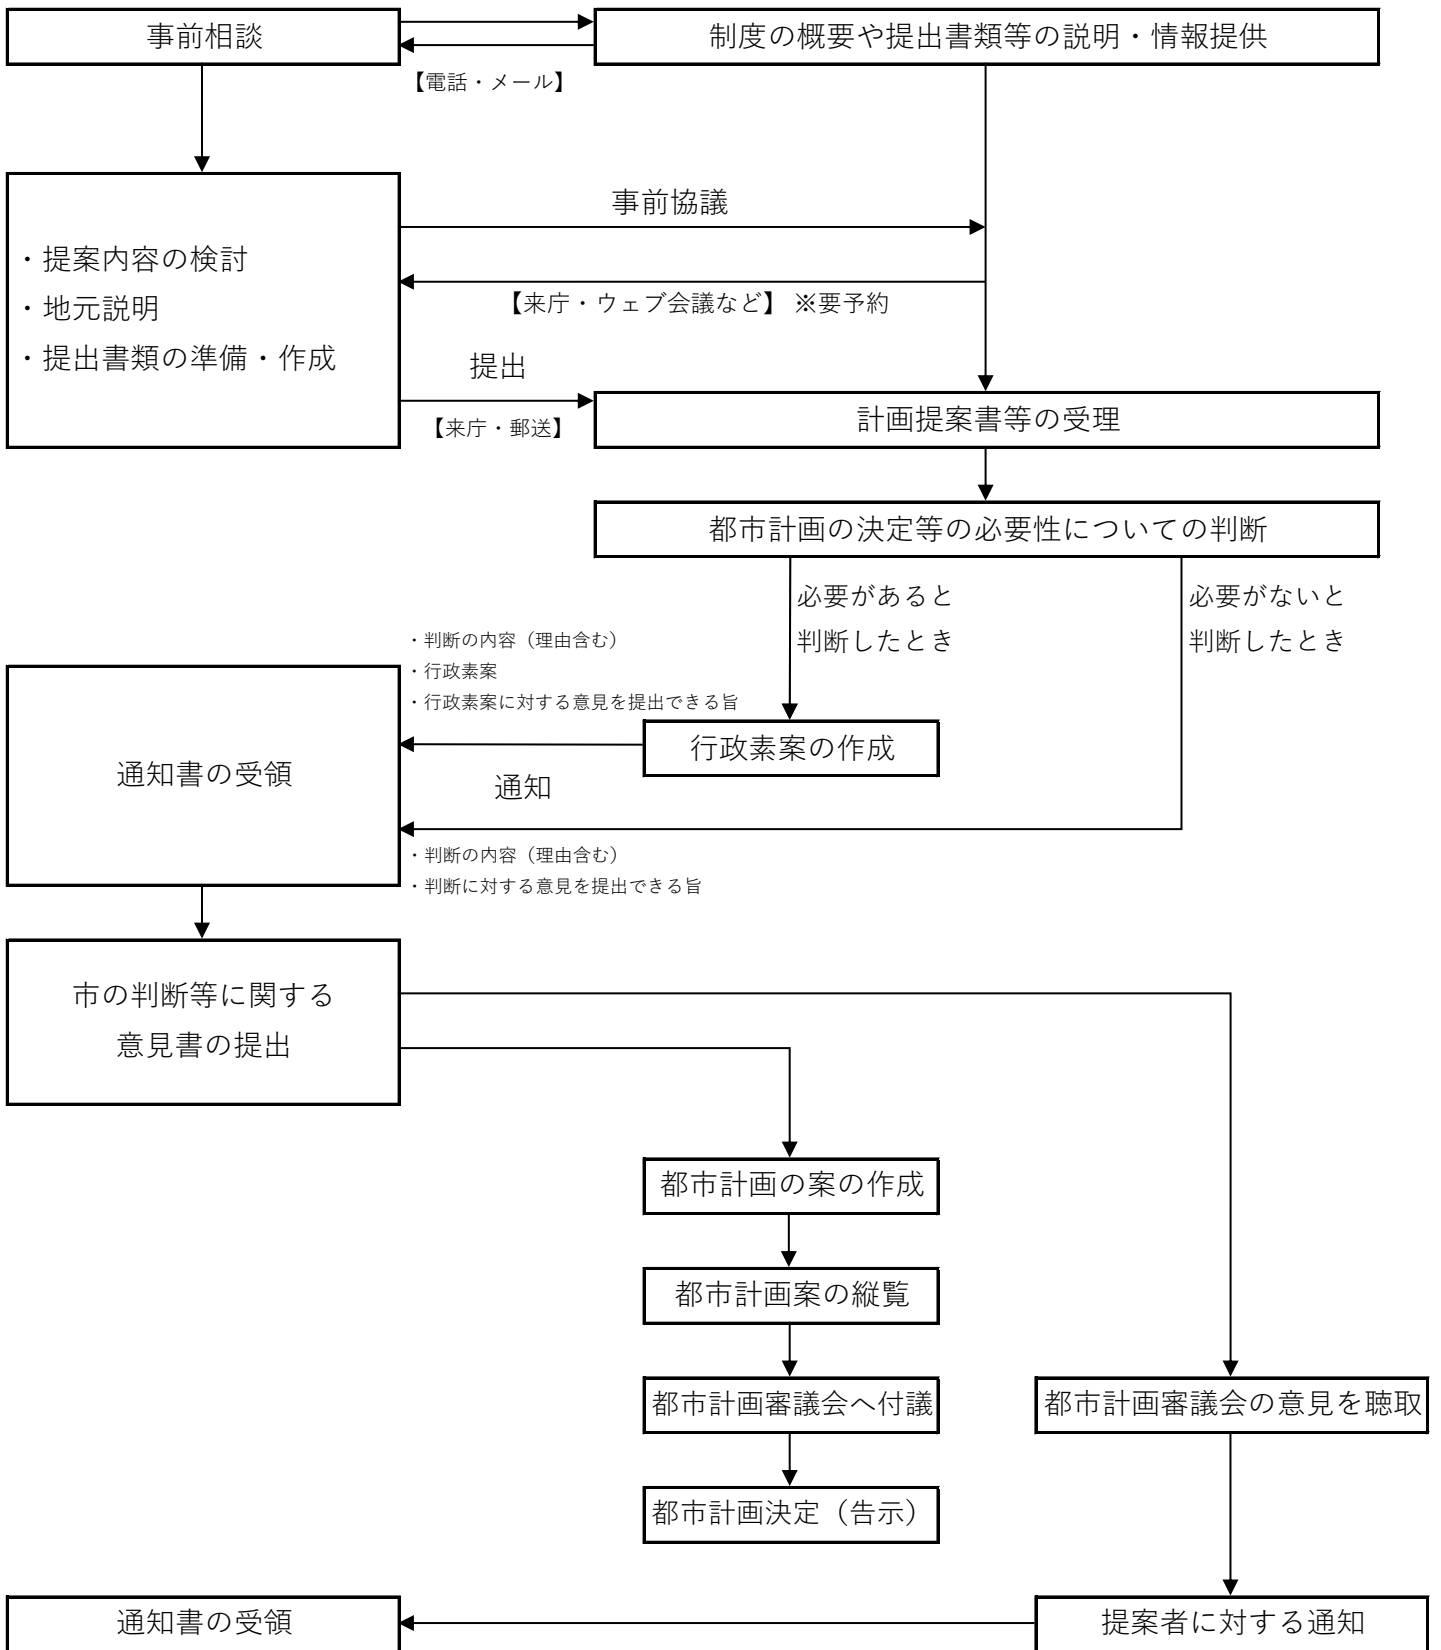 事前相談
制度の概要や提出書類等の説明・情報提供
【電話・メール】
事前協議
・提案内容の検討
・地元説明
・提出書類の準備・作成
【来庁・ウェブ会議など】 ※要予約
提出
【来庁・郵送】
計画提案書等の受理
都市計画の決定等の必要性についての判断
必要があると
判断したとき
必要がないと
判断したとき
・判断の内容（理由含む）
・行政素案
・行政素案に対する意見を提出できる旨
行政素案の作成
通知書の受領
通知
・判断の内容（理由含む）
・判断に対する意見を提出できる旨
市の判断等に関する
意見書の提出
都市計画の案の作成
都市計画案の縦覧
都市計画審議会へ付議
都市計画審議会の意見を聴取
都市計画決定（告示）
通知書の受領
提案者に対する通知